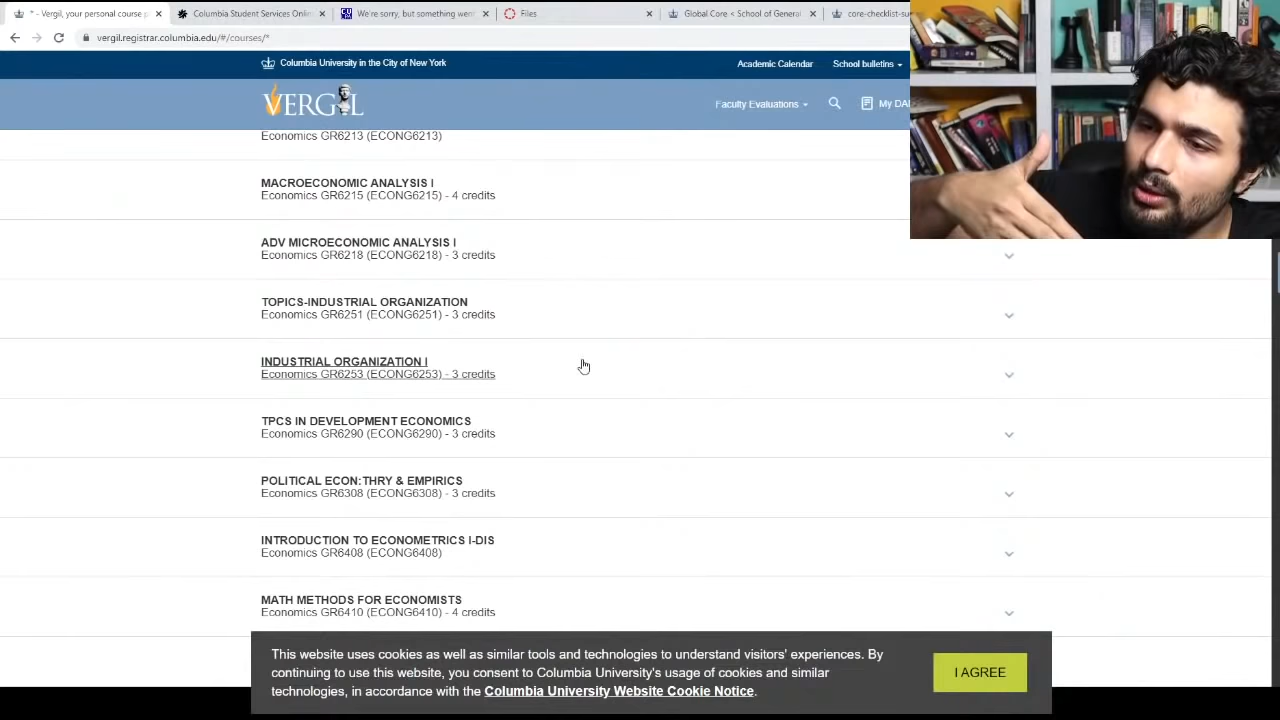 * - Vergil, your personal course p
Columbia Student Services Onlin
We're sorry, but something wen
Files
Global Core < School of General
core-checklist-su
vergil.registrar.columbia.edu/#/courses/*
Columbia University in the City of New York
Academic Calendar
School bulletins
VERGIL
Faculty Evaluations
My DA
Economics GR6213 (ECONG6213)
MACROECONOMIC ANALYSIS I
Economics GR6215 (ECONG6215) - 4 credits
ADV MICROECONOMIC ANALYSIS I
Economics GR6218 (ECONG6218) - 3 credits
TOPICS-INDUSTRIAL ORGANIZATION
Economics GR6251 (ECONG6251) - 3 credits
INDUSTRIAL ORGANIZATION I
Economics GR6253 (ECONG6253) - 3 credits
TPCS IN DEVELOPMENT ECONOMICS
Economics GR6290 (ECONG6290) - 3 credits
POLITICAL ECON:THRY & EMPIRICS
Economics GR6308 (ECONG6308) - 3 credits
INTRODUCTION TO ECONOMETRICS I-DIS
Economics GR6408 (ECONG6408)
MATH METHODS FOR ECONOMISTS
Economics GR6410 (ECONG6410) - 4 credits
This website uses cookies as well as similar tools and technologies to understand visitors' experiences. By
continuing to use this website, you consent to Columbia University's usage of cookies and similar
technologies, in accordance with the Columbia University Website Cookie Notice.
I AGREE